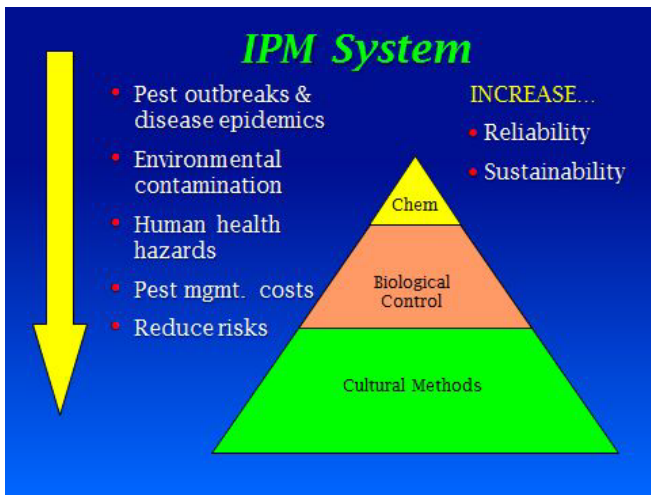 IPM System
• Pest outbreaks &
disease epidemics
• Environmental
contamination
• Human health
hazards
• Pest mgmt. costs
• Reduce risks
INCREASE...
• Reliability
• Sustainability
Chem
Biological
Control
Cultural Methods